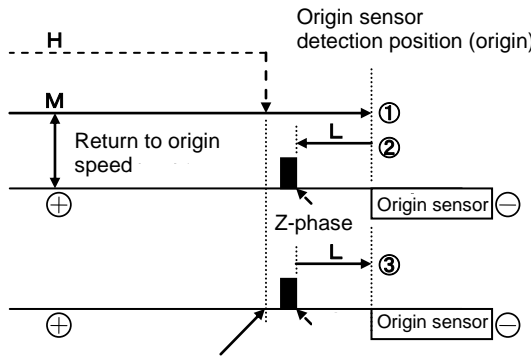 Origin sensor
detection position (origin)
H
M
①
Return to origin
speed
L
②
⊕
Origin sensor
⊖
Z-phase
L
③
⊕
Origin sensor
⊖